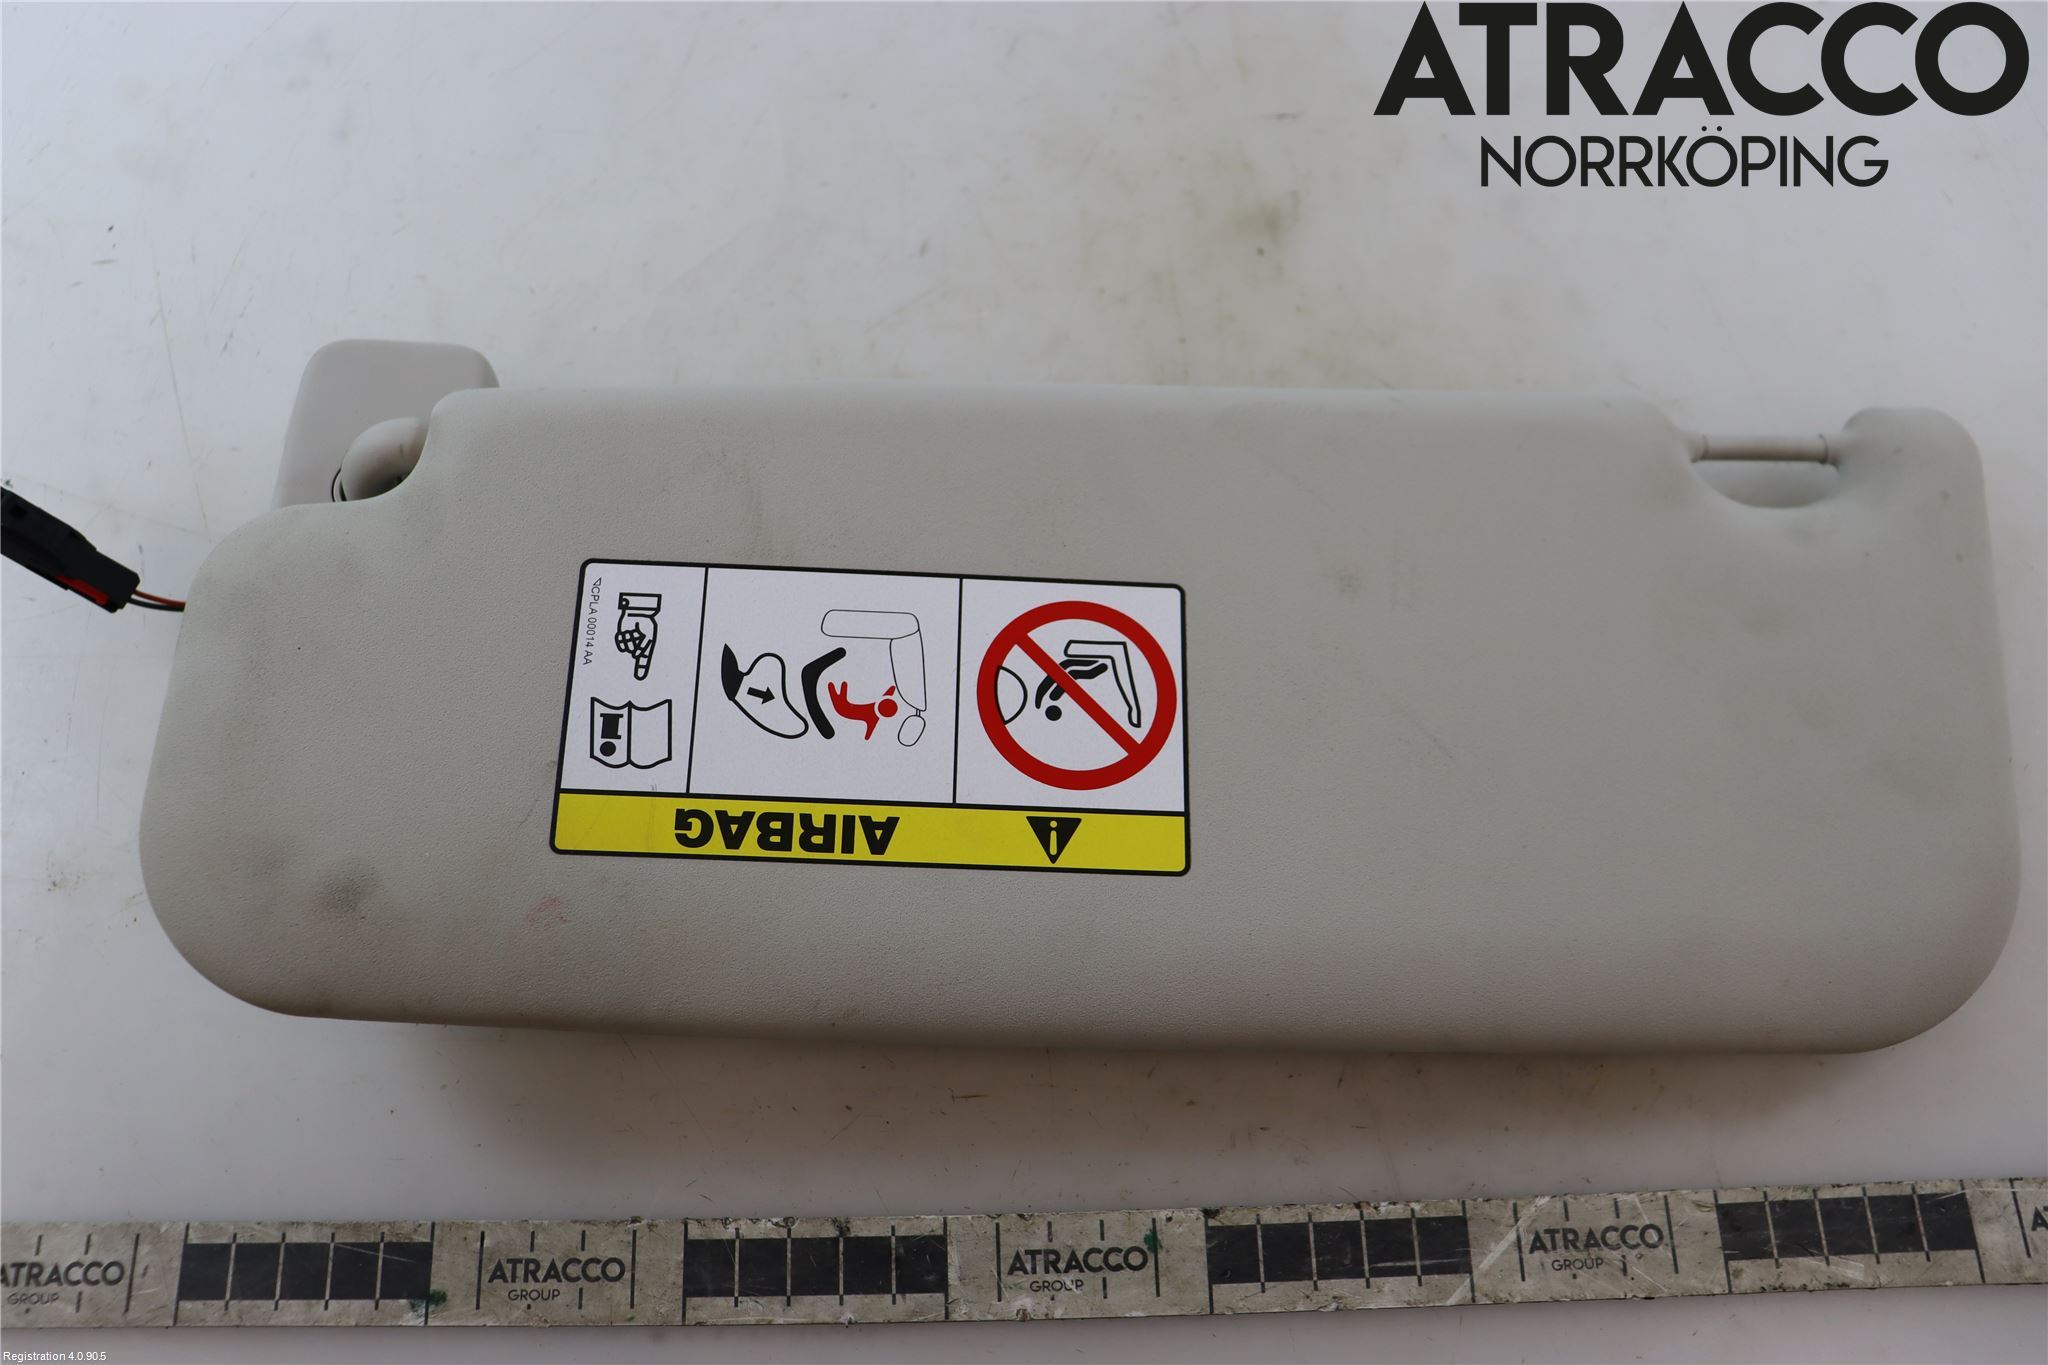 ATRACCO
NORRKÖPING
CPLA 00014 AA
i
AIRBAG
ATRACCO
GROUP
ATRACCO
GROUP
ATRACCO
GROUP
ATRACCO
GROUP
Registration 4.0.90.5